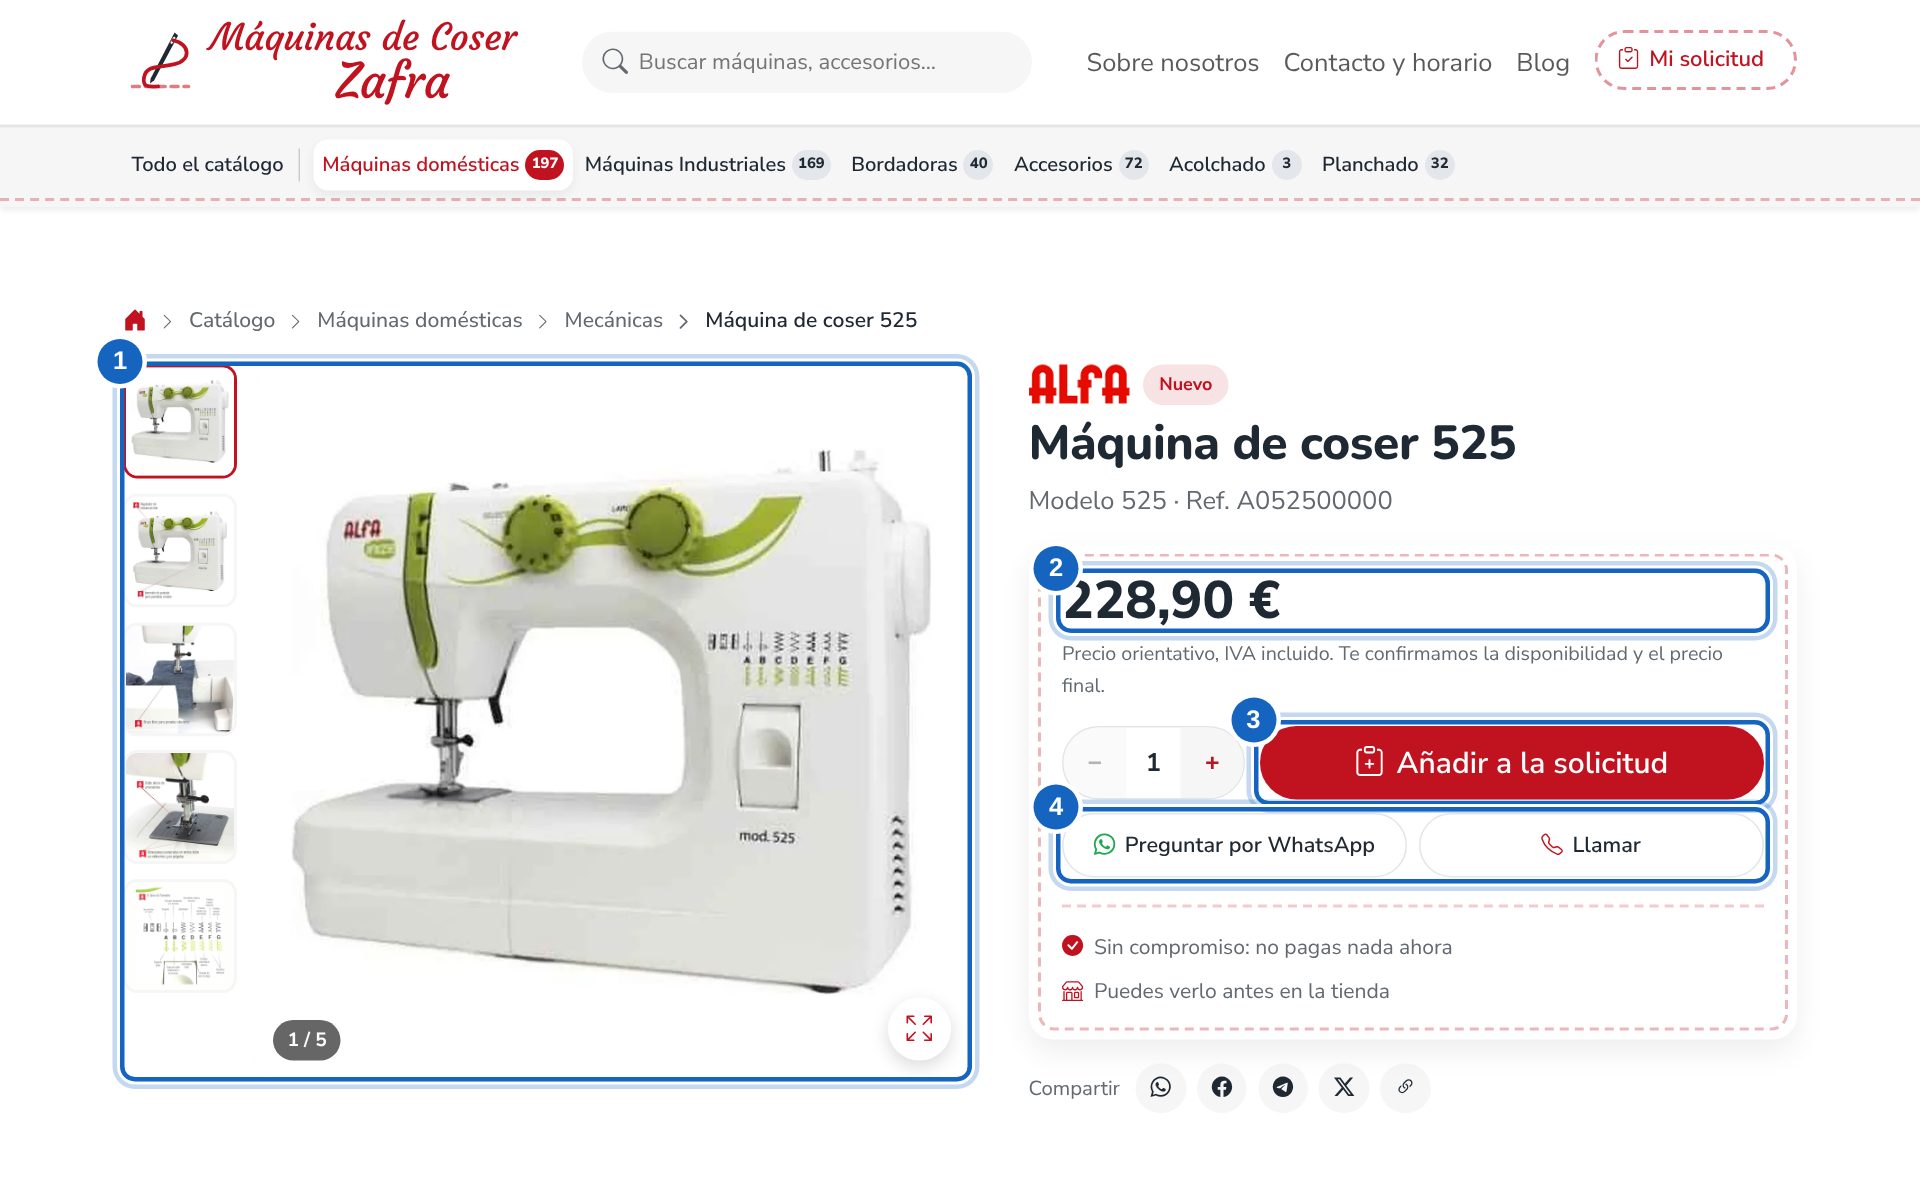 Máquinas de Coser
Zafra
Buscar máquinas, accesorios...
Sobre nosotros
Contacto y horario
Blog
Mi solicitud
Todo el catálogo
Máquinas domésticas 197
Máquinas Industriales 169
Bordadoras 40
Accesorios 72
Acolchado 3
Planchado 32
Catálogo
Máquinas domésticas
Mecánicas
Máquina de coser 525
1
ALFA
mod. 525
A B C D E F G
1 / 5
ALFA
Nuevo
Máquina de coser 525
Modelo 525 · Ref. A052500000
2
228,90 €
Precio orientativo, IVA incluido. Te confirmamos la disponibilidad y el precio
final.
3
− 1 +
Añadir a la solicitud
4
Preguntar por WhatsApp
Llamar
Sin compromiso: no pagas nada ahora
Puedes verlo antes en la tienda
Compartir